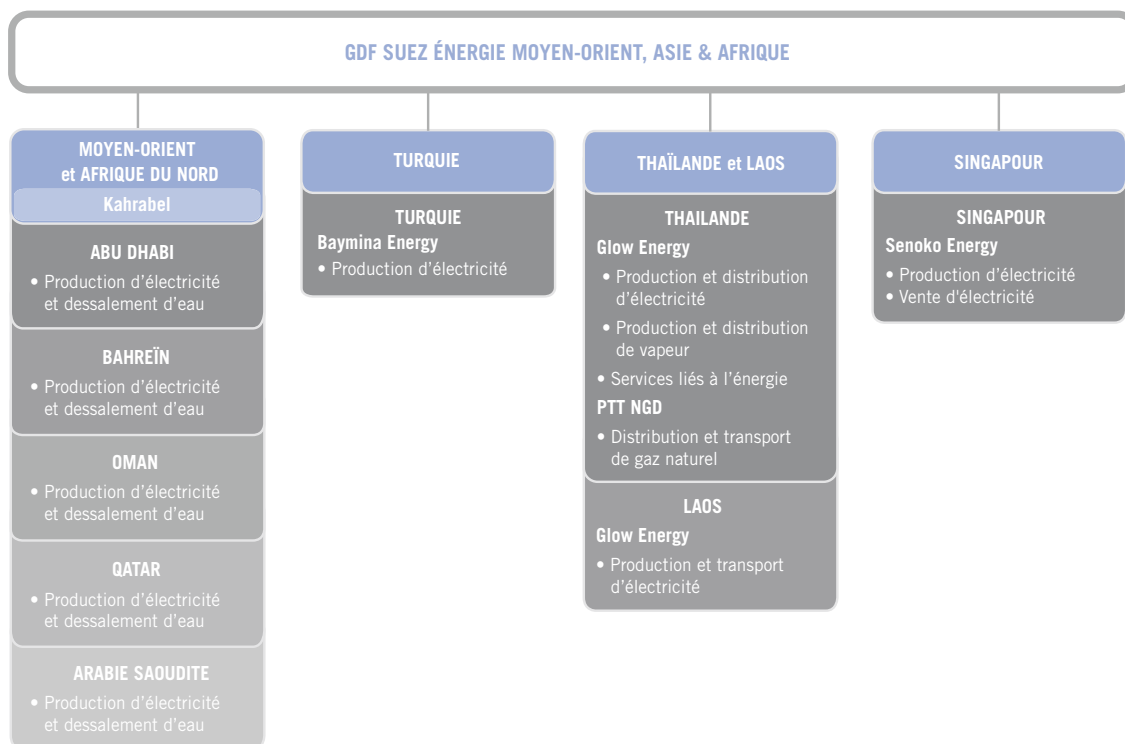 GDF SUEZ ÉNERGIE MOYEN-ORIENT, ASIE & AFRIQUE
MOYEN-ORIENT
et AFRIQUE DU NORD
Kahrabel
ABU DHABI
• Production d’électricité
et dessalement d’eau
BAHREÏN
• Production d’électricité
et dessalement d’eau
OMAN
• Production d’électricité
et dessalement d’eau
QATAR
• Production d’électricité
et dessalement d’eau
ARABIE SAOUDITE
• Production d’électricité
et dessalement d’eau
TURQUIE
TURQUIE
Baymina Energy
• Production d’électricité
THAÏLANDE et LAOS
THAILANDE
Glow Energy
• Production et distribution
d’électricité
• Production et distribution
de vapeur
• Services liés à l’énergie
PTT NGD
• Distribution et transport
de gaz naturel
LAOS
Glow Energy
• Production et transport
d’électricité
SINGAPOUR
SINGAPOUR
Senoko Energy
• Production d’électricité
• Vente d'électricité